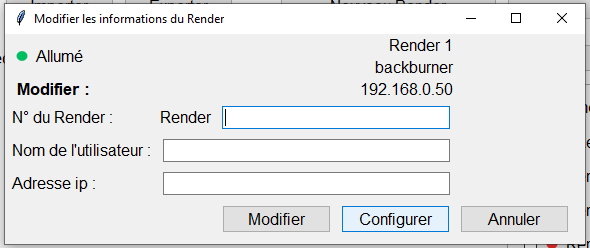 Modifier les informations du Render
Allumé
Render 1
backburner
Modifier :
192.168.0.50
N° du Render :
Render
Nom de l'utilisateur :
Adresse ip :
Modifier
Configurer
Annuler